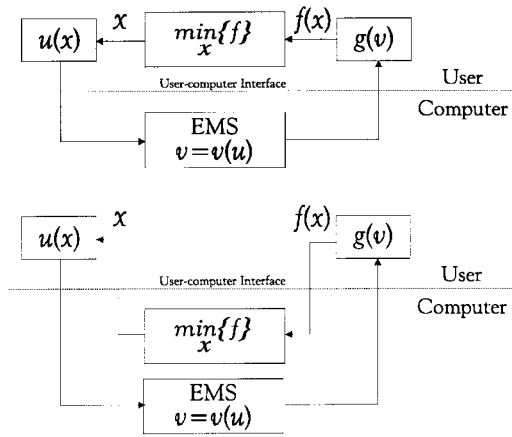 x
f(x)
u(x)
min{f}
x
g(v)
User-computer Interface
User
Computer
EMS
v=v(u)
x
f(x)
u(x)
g(v)
User-computer Interface
User
Computer
min{f}
x
EMS
v=v(u)